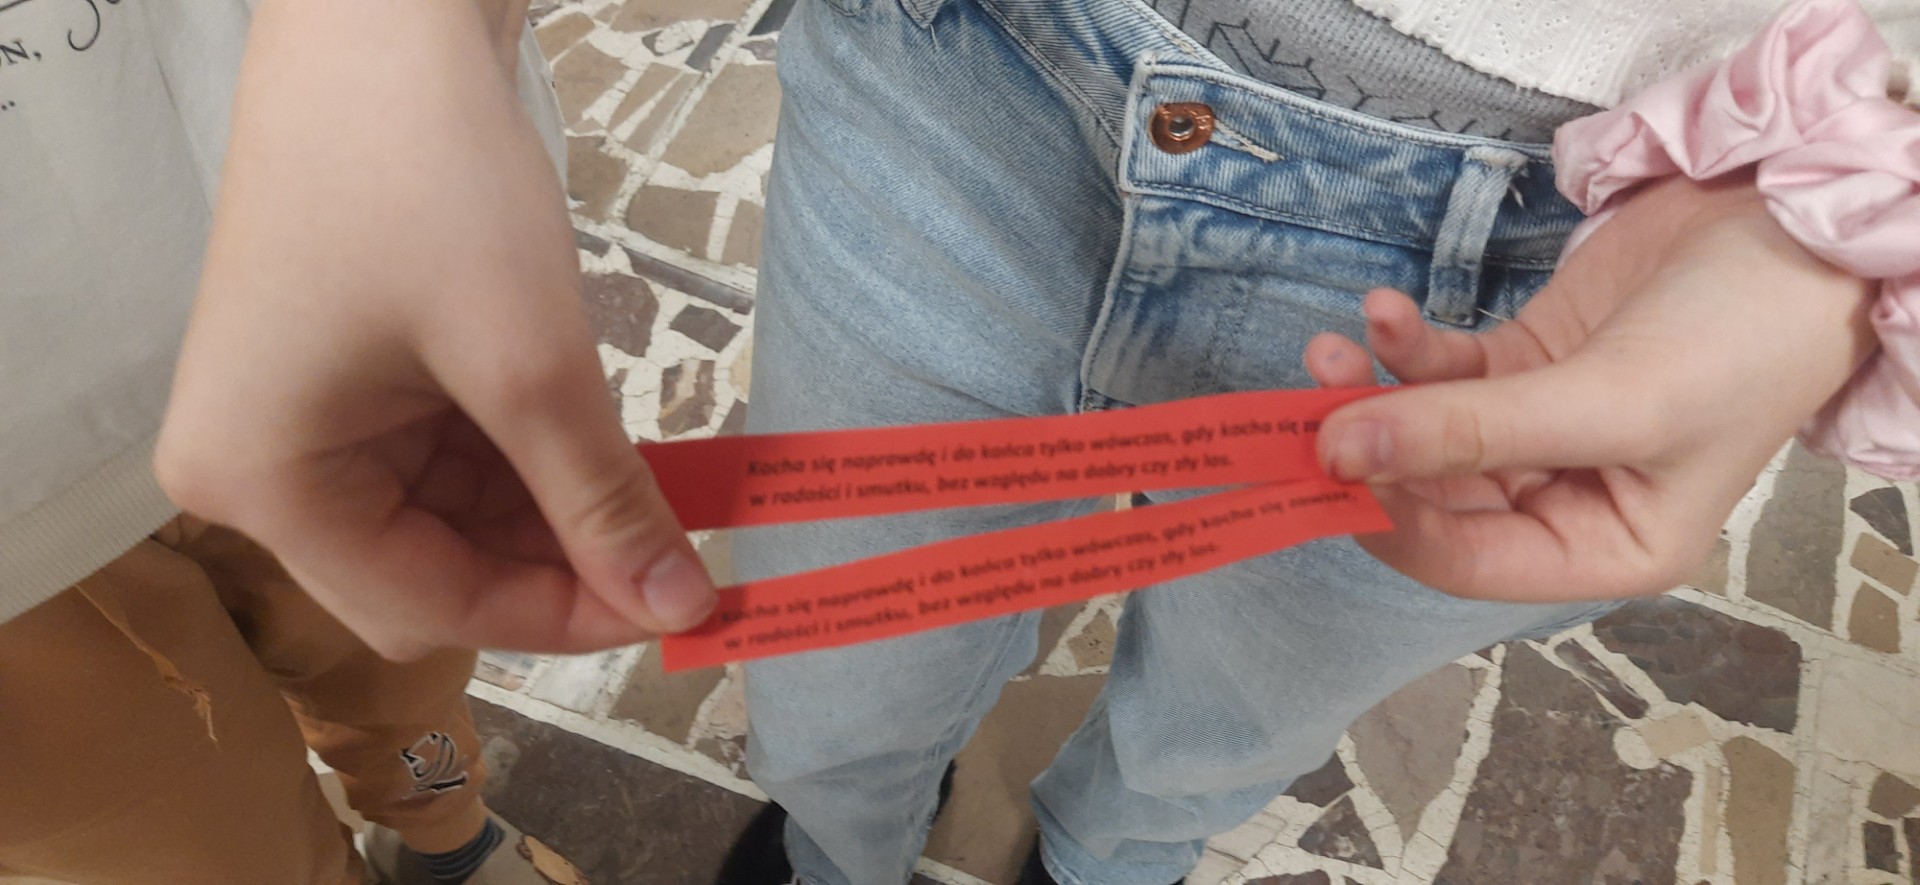 ON,
Kocha się naprawdę i do końca tylko wówczas, gdy kocha się
w radości i smutku, bez względu na dobry czy zły los.
Kocha się naprawdę i do końca tylko wówczas, gdy kocha się zawsze,
w radości i smutku, bez względu na dobry czy zły los.